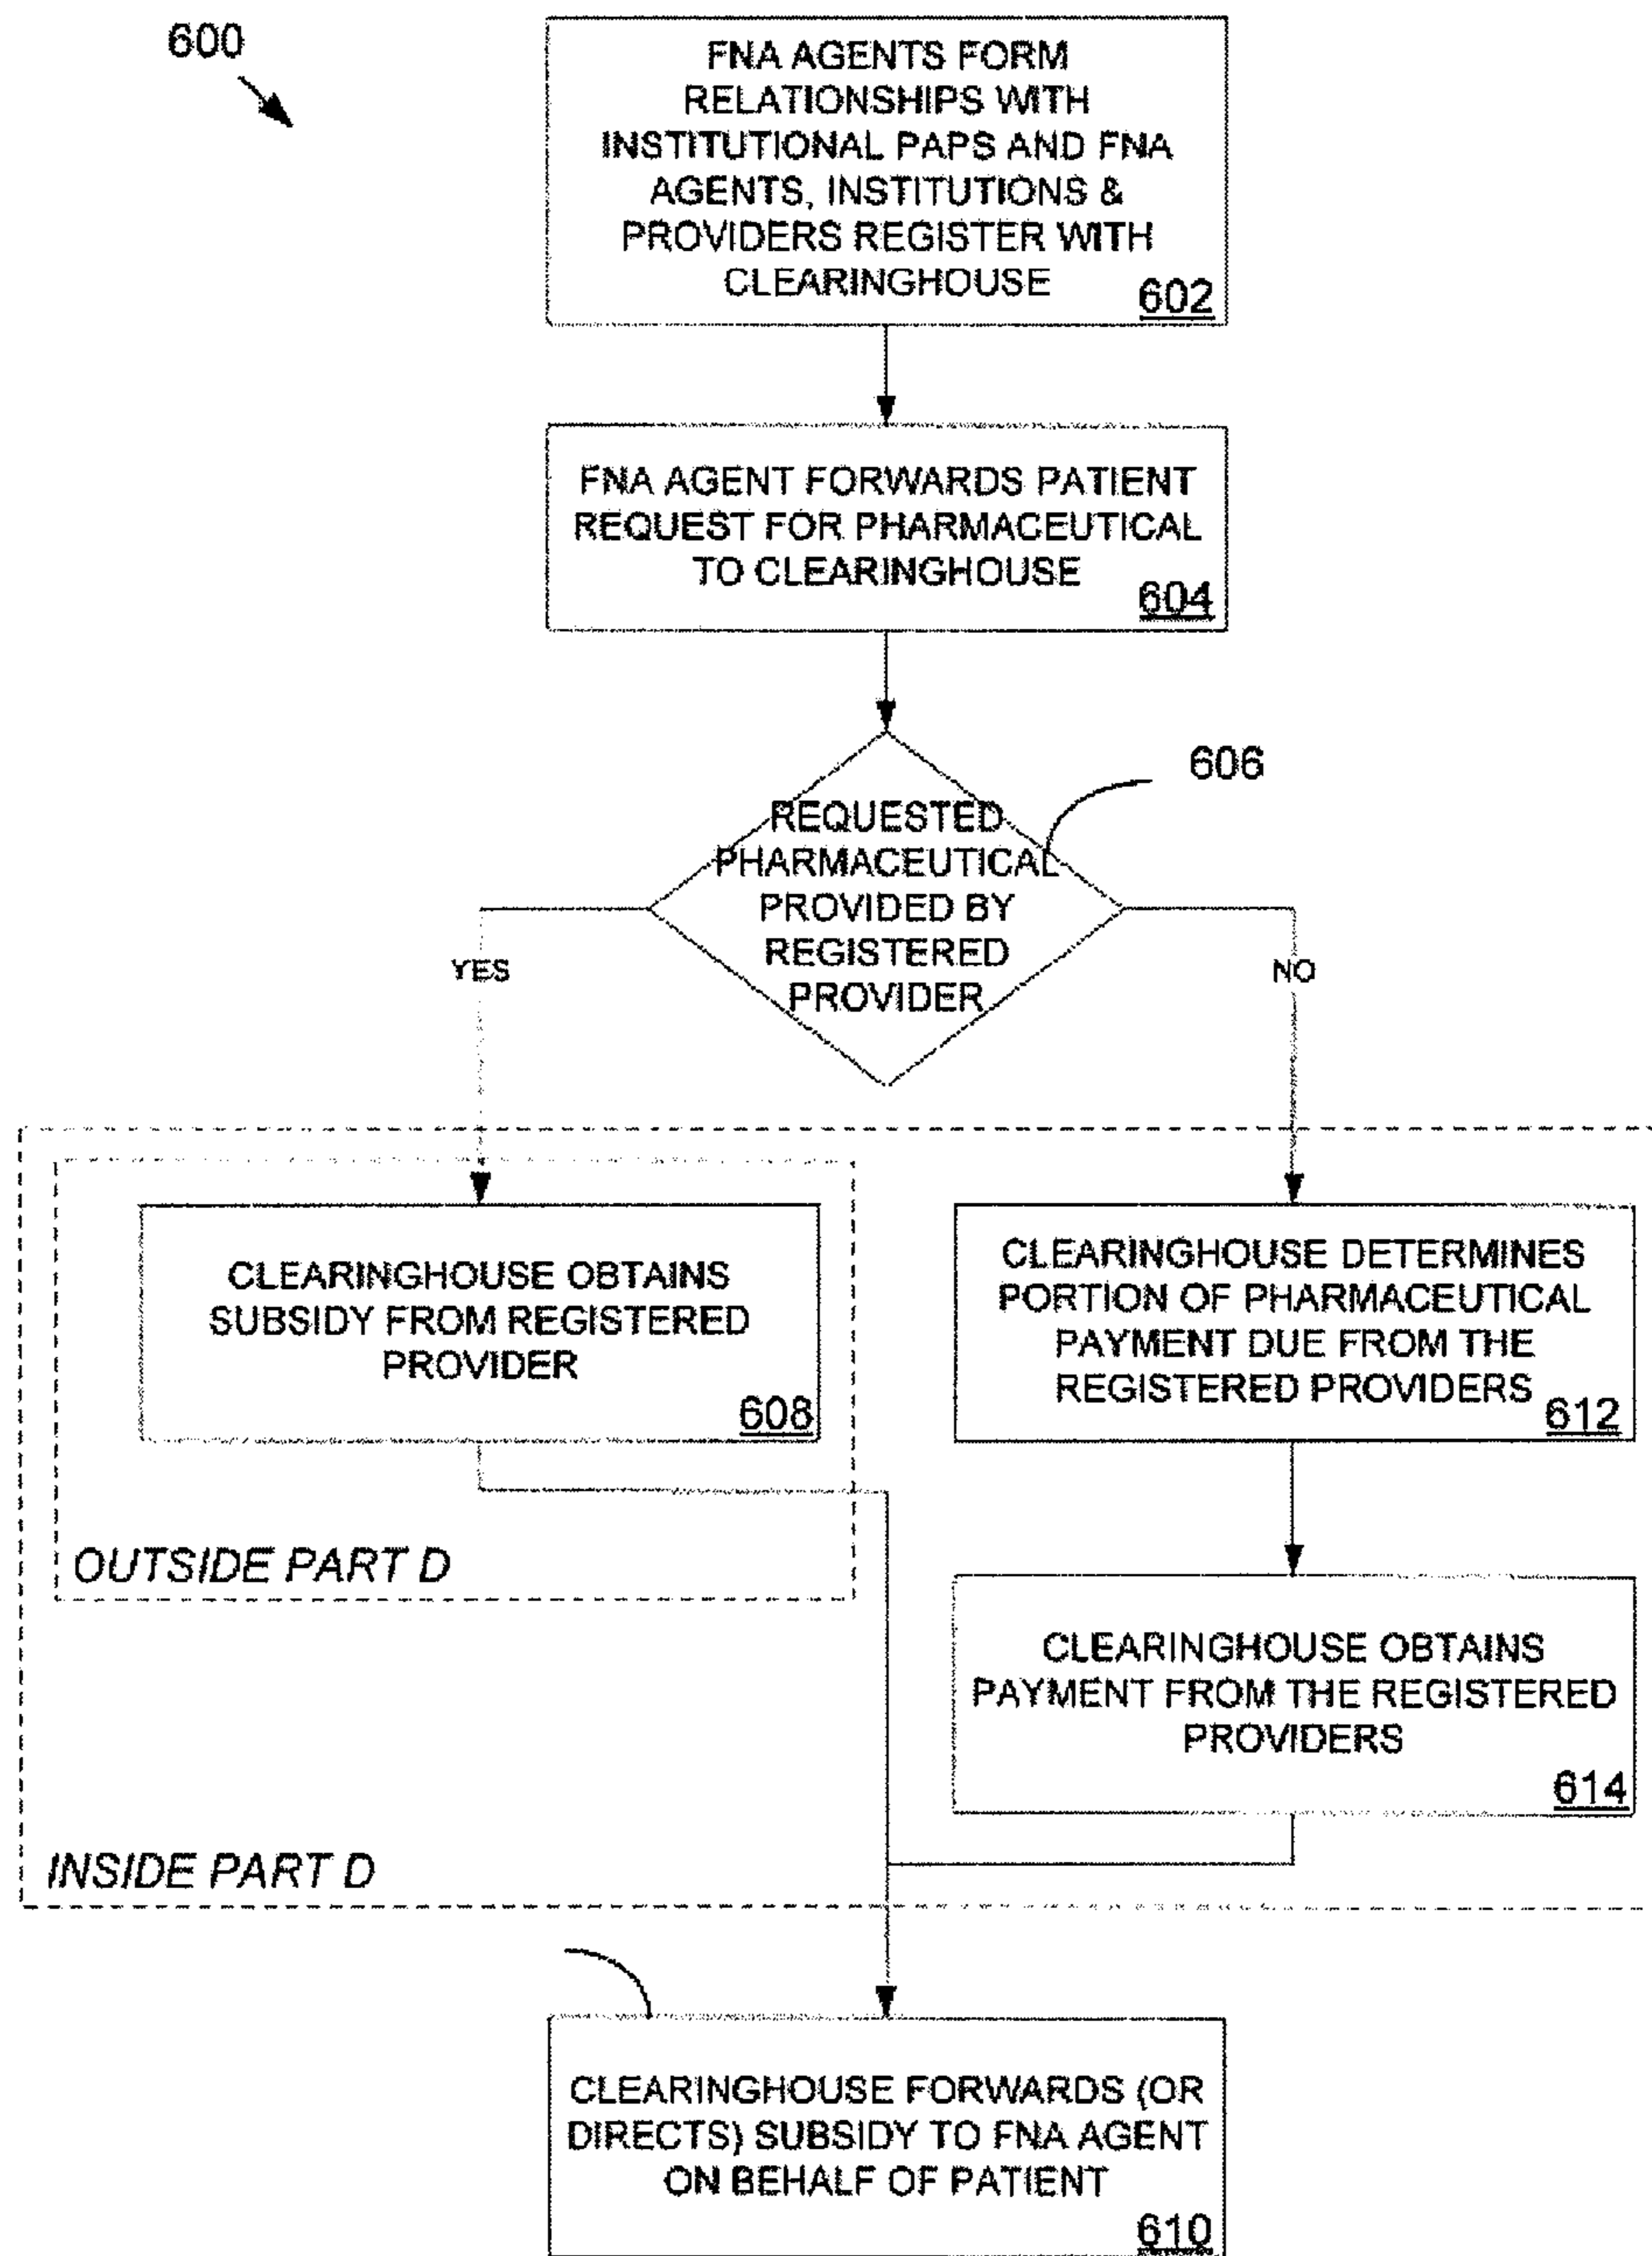 600
FNA AGENTS FORM
RELATIONSHIPS WITH
INSTITUTIONAL PAPS AND FNA
AGENTS, INSTITUTIONS &
PROVIDERS REGISTER WITH
CLEARINGHOUSE
602
FNA AGENT FORWARDS PATIENT
REQUEST FOR PHARMACEUTICAL
TO CLEARINGHOUSE
604
606
REQUESTED
PHARMACEUTICAL
PROVIDED BY
REGISTERED
PROVIDER
YES
NO
CLEARINGHOUSE OBTAINS
SUBSIDY FROM REGISTERED
PROVIDER
608
OUTSIDE PART D
CLEARINGHOUSE DETERMINES
PORTION OF PHARMACEUTICAL
PAYMENT DUE FROM THE
REGISTERED PROVIDERS
612
CLEARINGHOUSE OBTAINS
PAYMENT FROM THE REGISTERED
PROVIDERS
614
INSIDE PART D
CLEARINGHOUSE FORWARDS (OR
DIRECTS) SUBSIDY TO FNA AGENT
ON BEHALF OF PATIENT
610